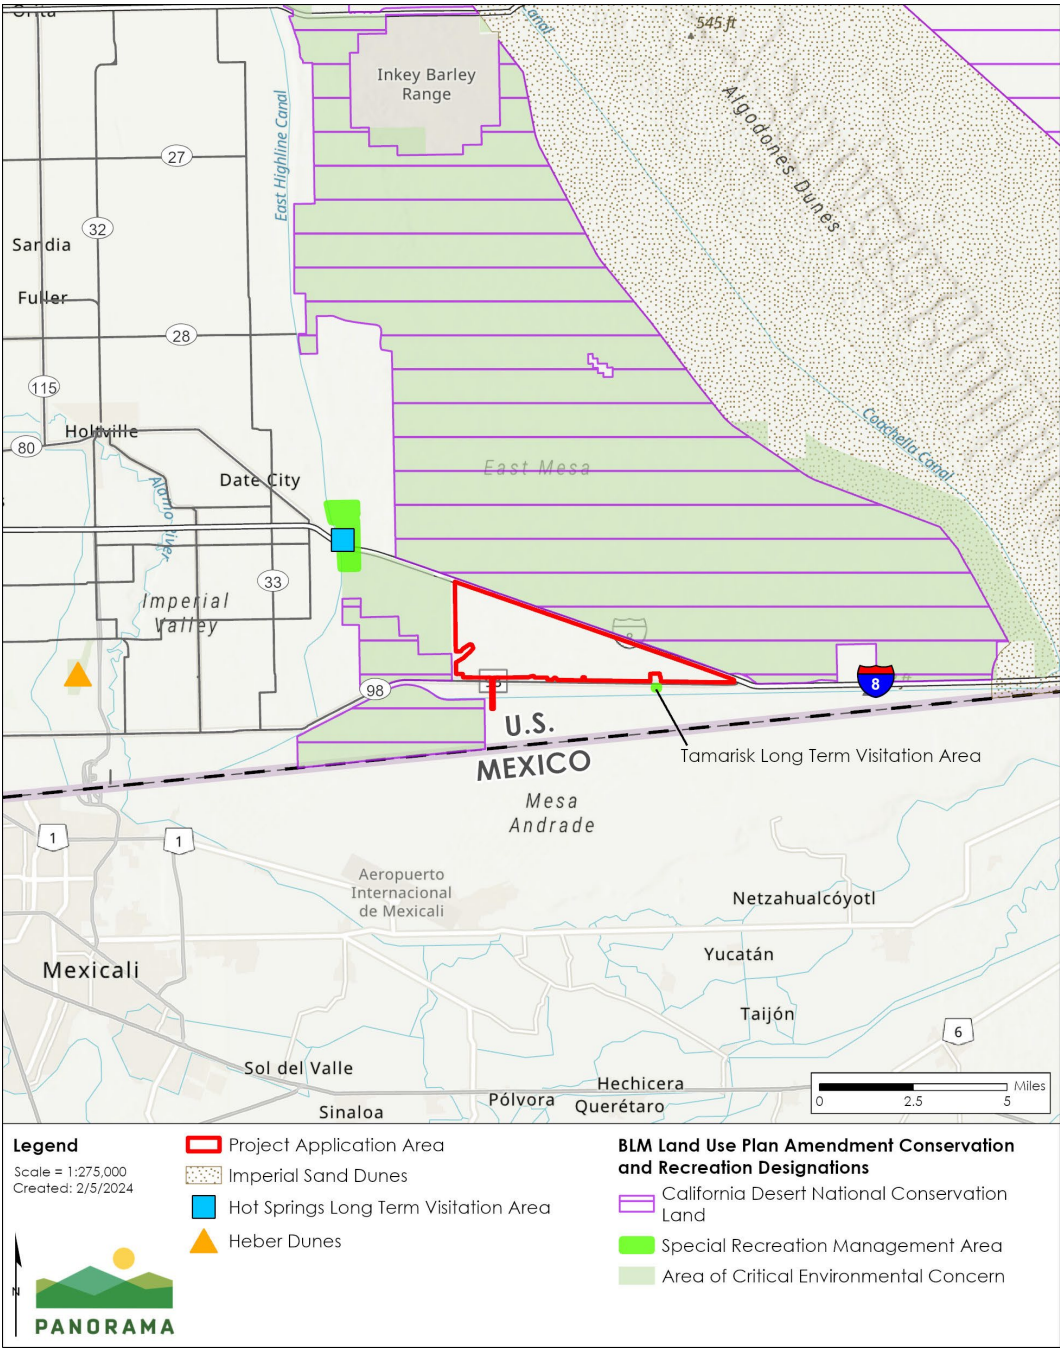 Orita
anal
545 ft
Inkey Barley
Range
Algodones Dunes
East Highline Canal
27
32
Sandia
Fuller
28
115
Holtville
80
Date City
Alamo River
East Mesa
Coachella Canal
33
Imperial
Valley
8
98
8
ft
U.S.
MEXICO
Tamarisk Long Term Visitation Area
Mesa
Andrade
1
1
Aeropuerto
Internacional
de Mexicali
Netzahualcóyotl
Yucatán
Mexicali
Taijón
6
Sol del Valle
Hechicera
Pólvora
Querétaro
Sinaloa
Miles
0 2.5 5
Legend
Scale = 1:275,000
Created: 2/5/2024
N
PANORAMA
Project Application Area
Imperial Sand Dunes
Hot Springs Long Term Visitation Area
Heber Dunes
BLM Land Use Plan Amendment Conservation
and Recreation Designations
California Desert National Conservation
Land
Special Recreation Management Area
Area of Critical Environmental Concern